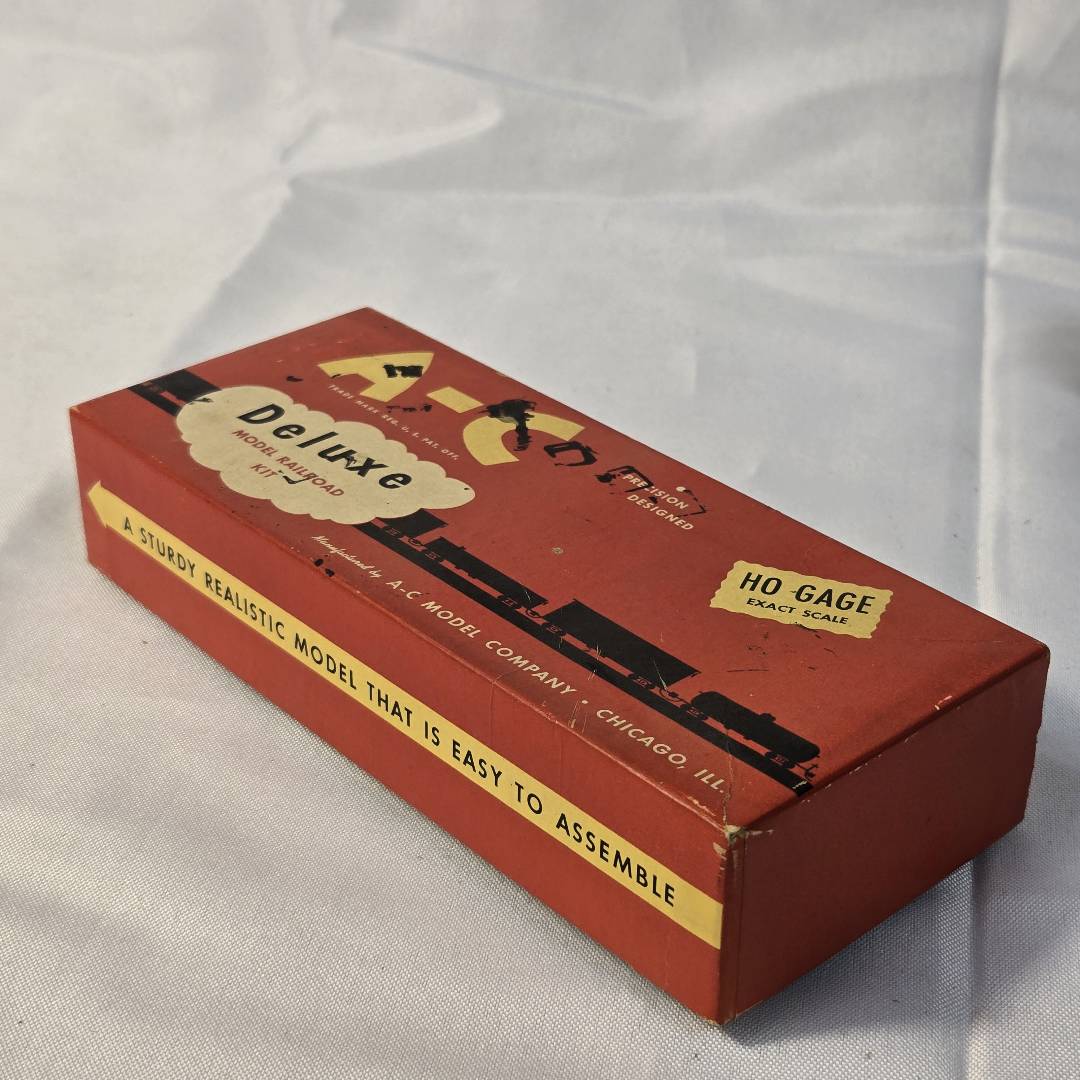 A-C
TRADE MARK REG. U. S. PAT. OFF.
Deluxe
MODEL RAILROAD
KIT
PRECISION
DESIGNED
HO GAGE
EXACT SCALE
Manufactured by A-C MODEL COMPANY • CHICAGO, ILL.
A STURDY REALISTIC MODEL THAT IS EASY TO ASSEMBLE